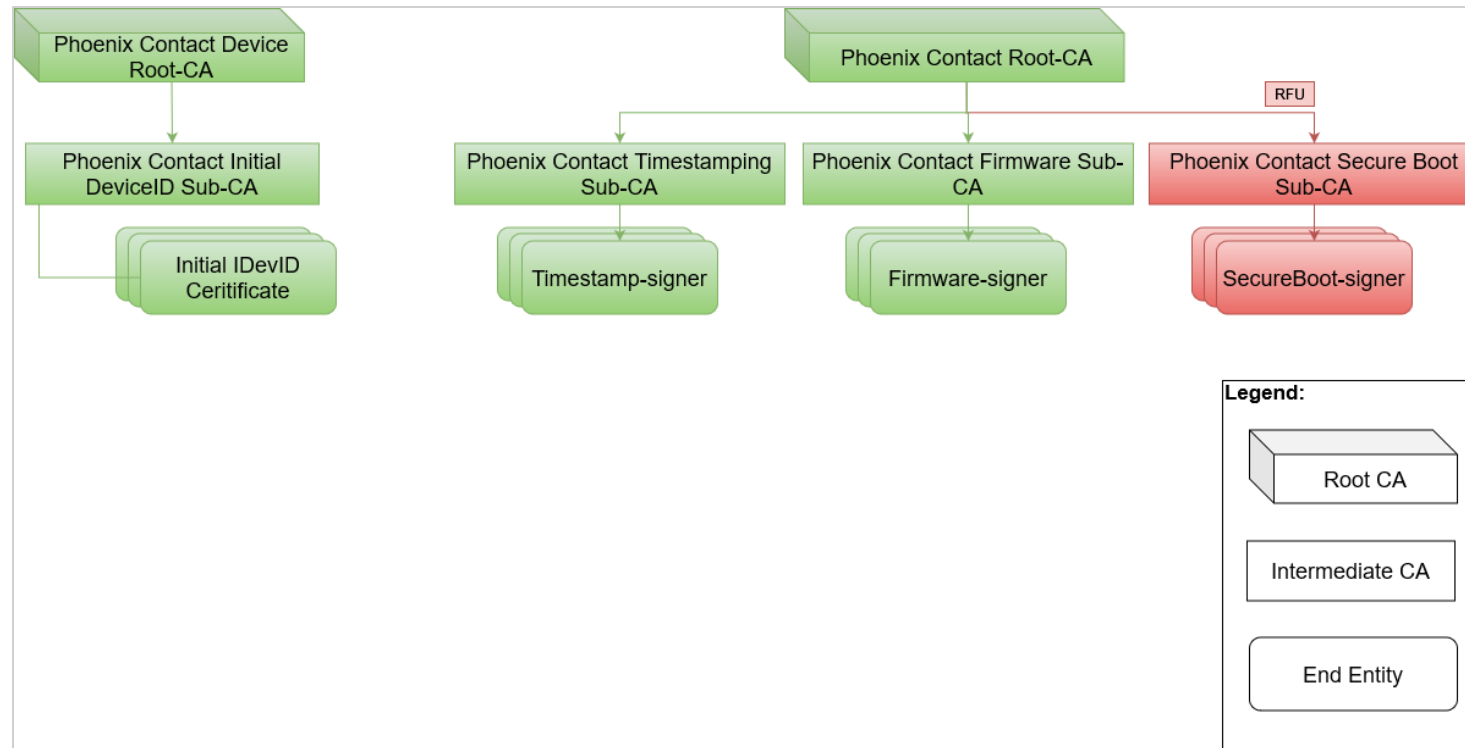 Phoenix Contact Device
Root-CA
Phoenix Contact Root-CA
RFU
Phoenix Contact Initial
DeviceID Sub-CA
Phoenix Contact Timestamping
Sub-CA
Phoenix Contact Firmware Sub-
CA
Phoenix Contact Secure Boot
Sub-CA
Initial IDevID
Ceritificate
Timestamp-signer
Firmware-signer
SecureBoot-signer
Legend:
Root CA
Intermediate CA
End Entity